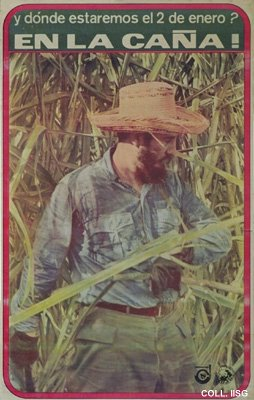 y dónde estaremos el 2 de enero?
EN LA CAÑA!
COLL. IISG